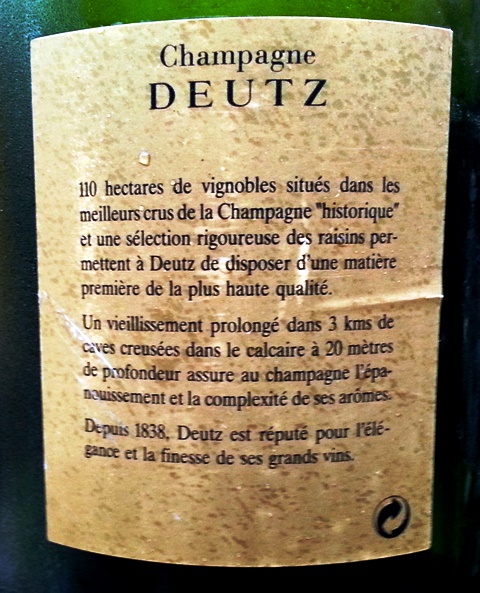 Champagne
DEUTZ
110 hectares de vignobles situés dans les
meilleurs crus de la Champagne "historique"
et une sélection rigoureuse des raisins per-
mettent à Deutz de disposer d'une matière
première de la plus haute qualité.
Un vieillissement prolongé dans 3 kms de
caves creusées dans le calcaire à 20 mètres
de profondeur assure au champagne l'épa-
nouissement et la complexité de ses arômes.
Depuis 1838, Deutz est réputé pour l'élé-
gance et la finesse de ses grands vins.